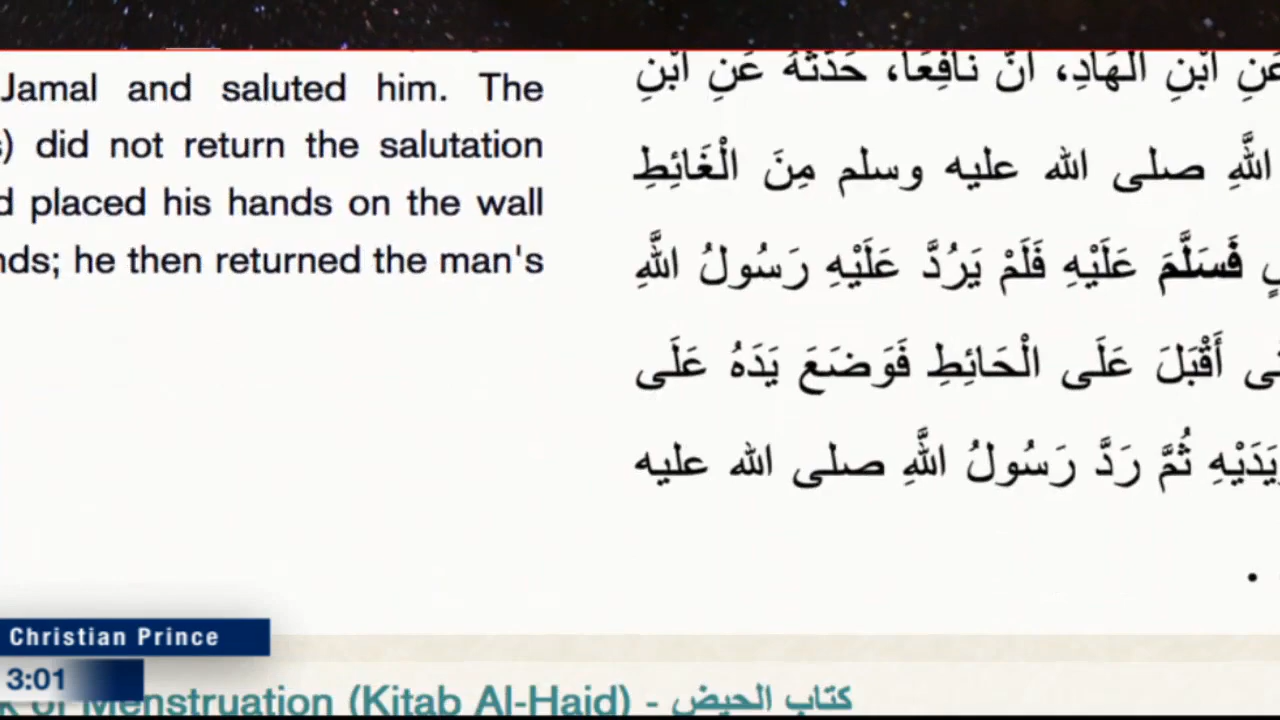 Jamal and saluted him. The
s) did not return the salutation
d placed his hands on the wall
nds; he then returned the man's
عَنِ ابْنِ الْهَادِ، أَنَّ نَافِعًا، حَدَّثَهُ عَنِ ابْنِ
اللَّهِ صلى الله عليه وسلم مِنَ الْغَائِطِ
فَسَلَّمَ عَلَيْهِ فَلَمْ يَرُدَّ عَلَيْهِ رَسُولُ اللَّهِ
أَقْبَلَ عَلَى الْحَائِطِ فَوَضَعَ يَدَهُ عَلَى
وَيَدَيْهِ ثُمَّ رَدَّ رَسُولُ اللَّهِ صلى الله عليه
.
Christian Prince
3:01
k of Menstruation (Kitab Al-Haid) - كتاب الحيض